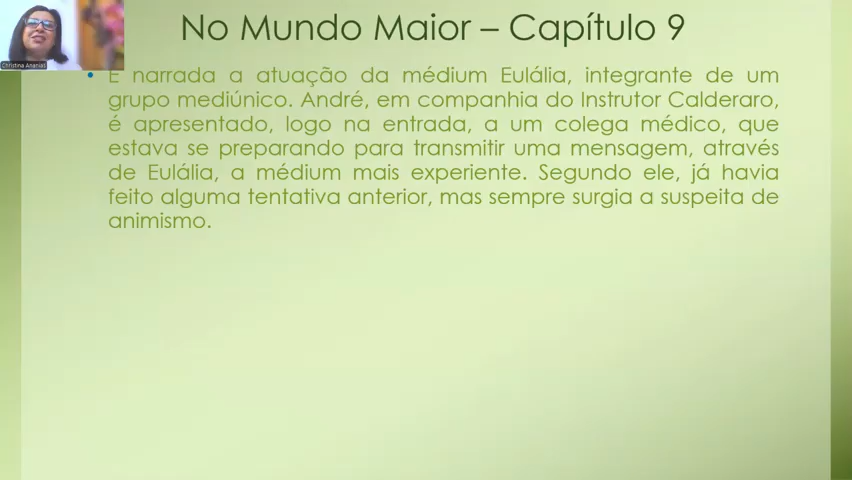 No Mundo Maior – Capítulo 9
Christina Ananias
• É narrada a atuação da médium Eulália, integrante de um
grupo mediúnico. André, em companhia do Instrutor Calderaro,
é apresentado, logo na entrada, a um colega médico, que
estava se preparando para transmitir uma mensagem, através
de Eulália, a médium mais experiente. Segundo ele, já havia
feito alguma tentativa anterior, mas sempre surgia a suspeita de
animismo.